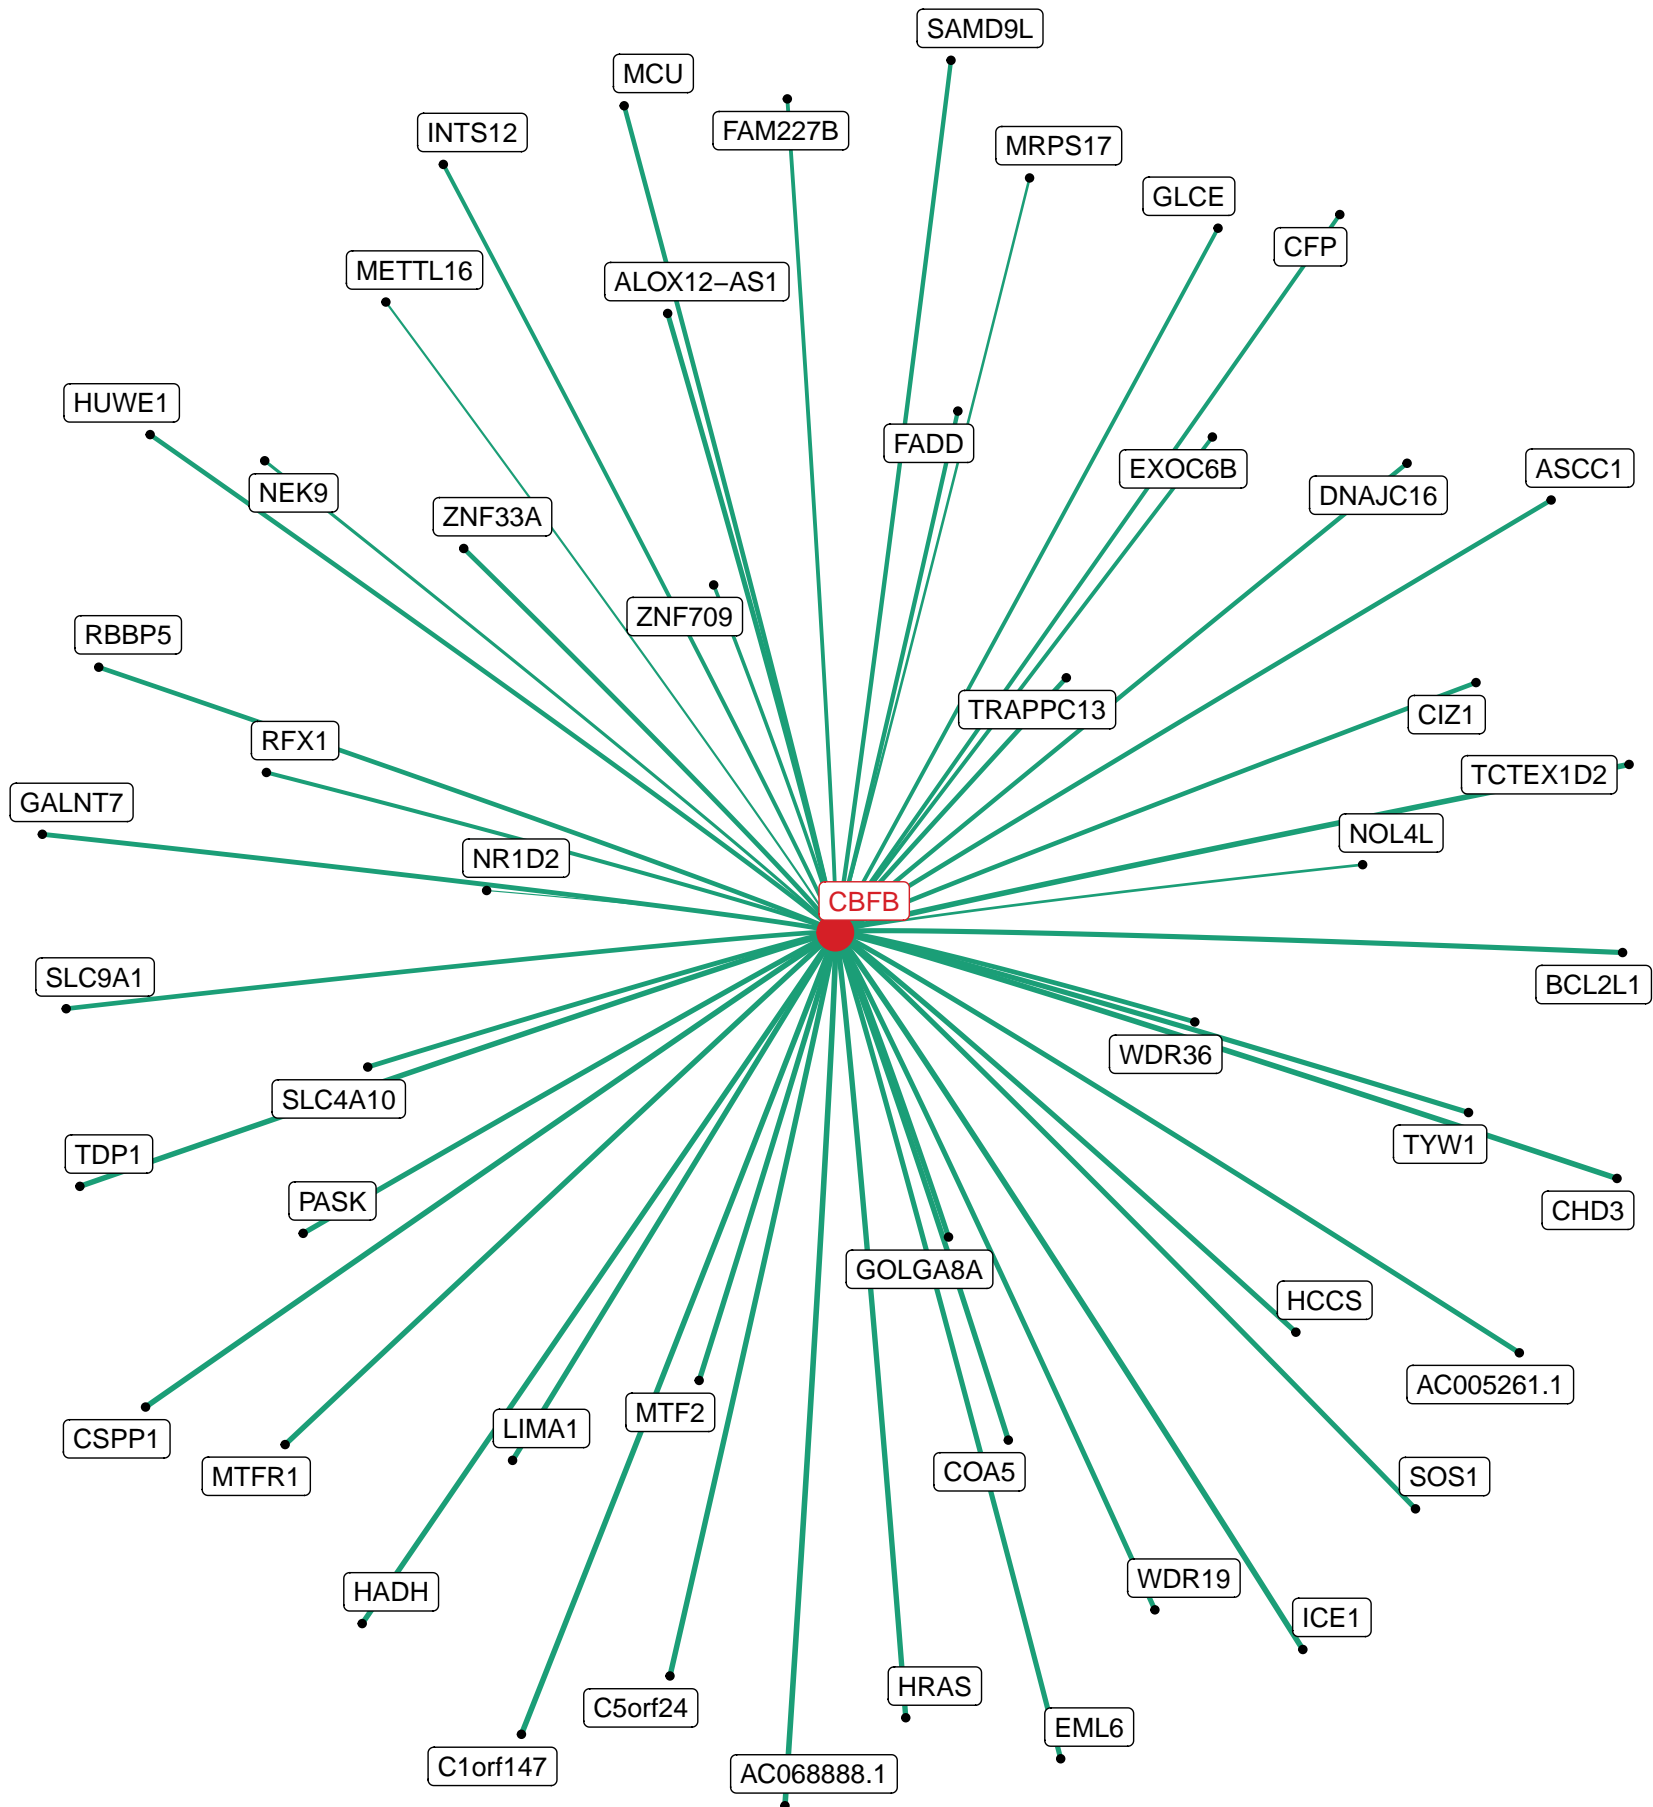 SAMD9L
MCU
FAM227B
INTS12
MRPS17
GLCE
CFP
METTL16
ALOX12−AS1
HUWE1
FADD
EXOC6B
ASCC1
NEK9
DNAJC16
ZNF33A
ZNF709
RBBP5
TRAPPC13
CIZ1
RFX1
TCTEX1D2
GALNT7
NOL4L
NR1D2
CBFB
SLC9A1
BCL2L1
WDR36
SLC4A10
TYW1
TDP1
PASK
CHD3
GOLGA8A
HCCS
AC005261.1
MTF2
LIMA1
CSPP1
COA5
MTFR1
SOS1
WDR19
HADH
ICE1
HRAS
C5orf24
EML6
C1orf147
AC068888.1